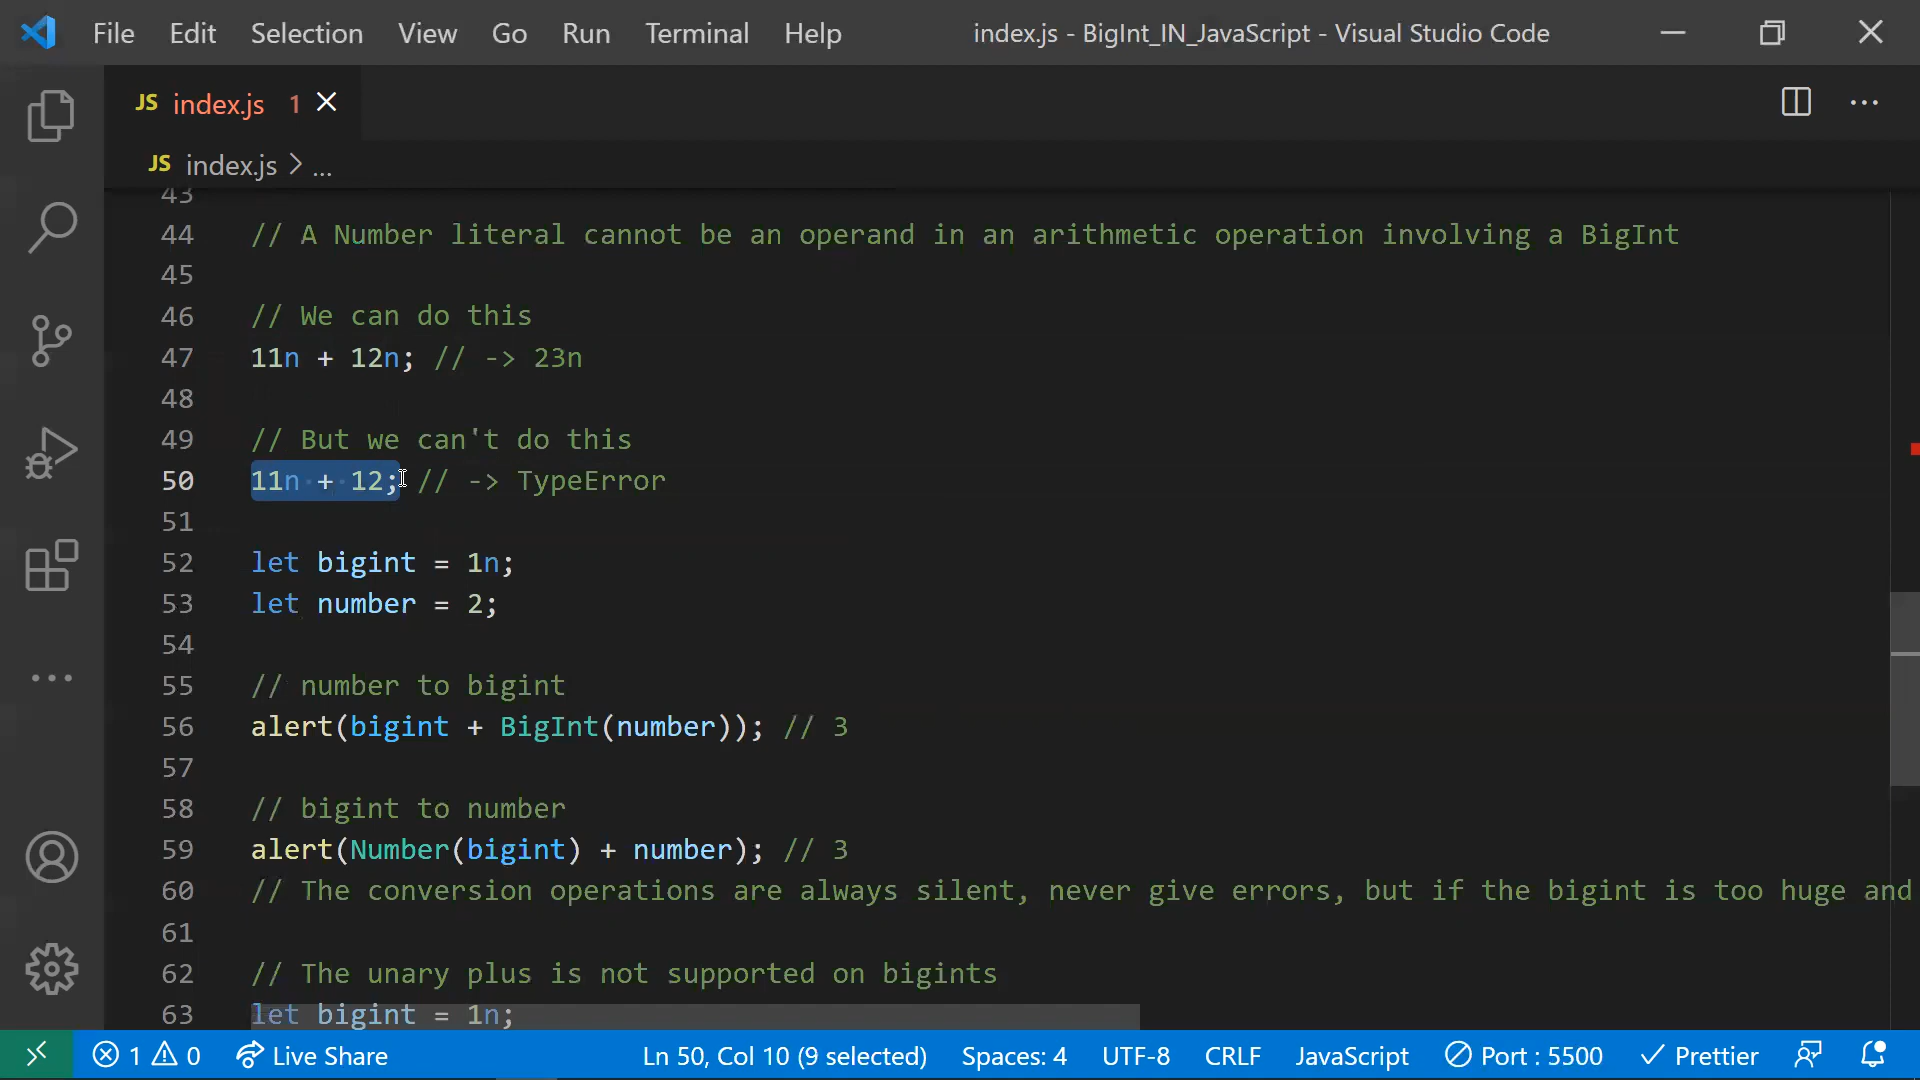 File Edit Selection View Go Run Terminal Help index.js - BigInt_IN_JavaScript - Visual Studio Code
JS index.js 1
JS index.js > ...
43
44 // A Number literal cannot be an operand in an arithmetic operation involving a BigInt
45
46 // We can do this
47 11n + 12n; // -> 23n
48
49 // But we can't do this
50 11n + 12; // -> TypeError
51
52 let bigint = 1n;
53 let number = 2;
54
55 // number to bigint
56 alert(bigint + BigInt(number)); // 3
57
58 // bigint to number
59 alert(Number(bigint) + number); // 3
60 // The conversion operations are always silent, never give errors, but if the bigint is too huge and
61
62 // The unary plus is not supported on bigints
63 let bigint = 1n;
1 0 Live Share Ln 50, Col 10 (9 selected) Spaces: 4 UTF-8 CRLF JavaScript Port : 5500 Prettier